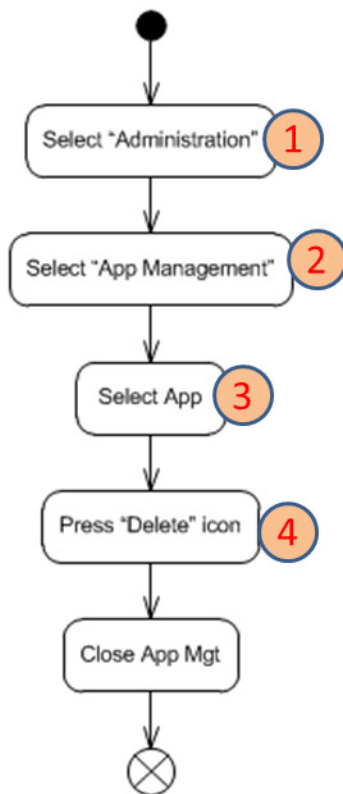 Select “Administration”
1
Select “App Management”
2
Select App
3
Press “Delete” icon
4
Close App Mgt